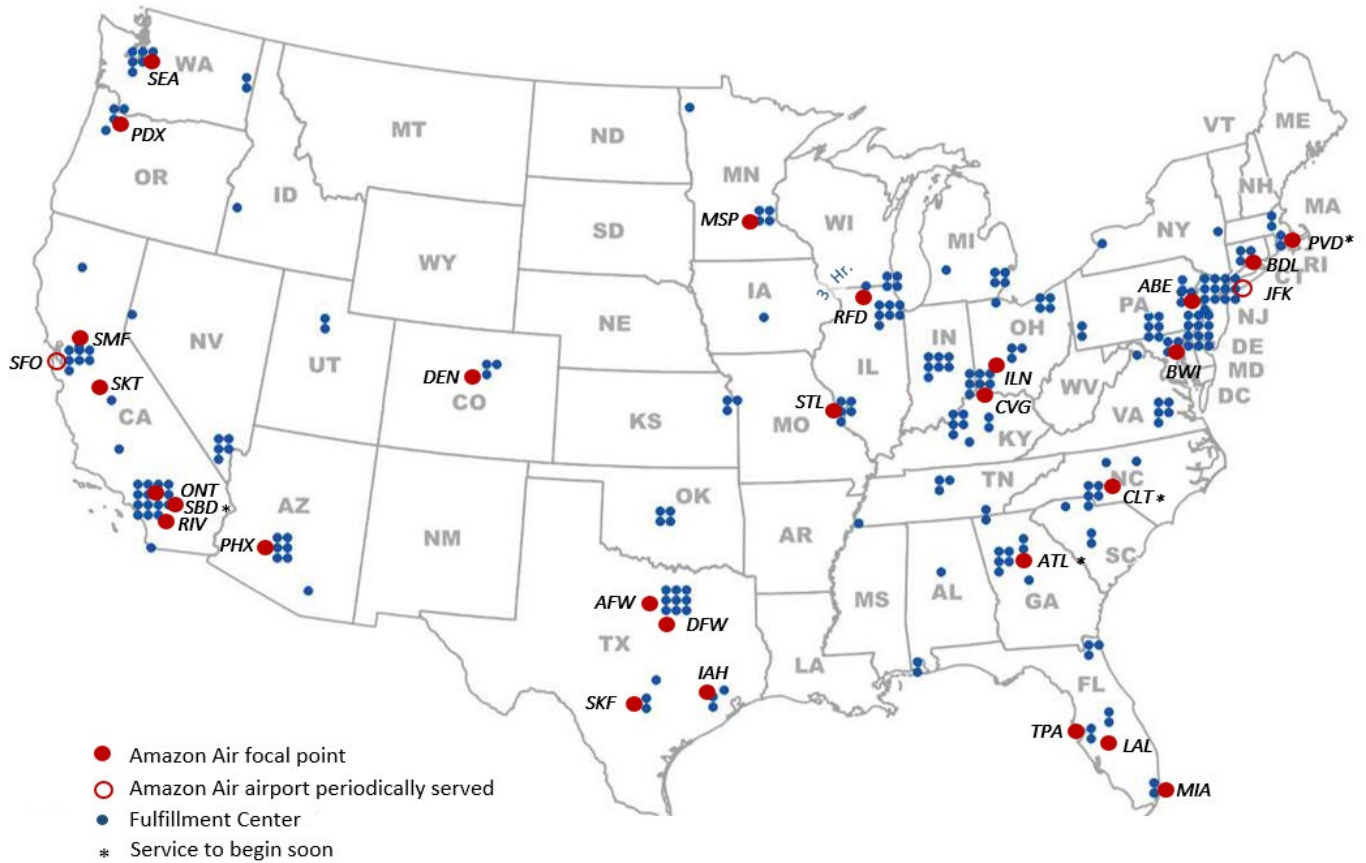 WA
SEA
PDX
OR
MT
ID
ND
MN
MSP
SD
WI
MI
WY
NE
IA
3 Hr.
RFD
VT
ME
NH
NY
MA
PVD*
BDL
RI
CT
ABE
JFK
PA
NJ
DE
MD
DC
BWI
OH
IN
IL
ILN
CVG
WV
VA
KY
SMF
SFO
SKT
CA
NV
UT
DEN
CO
KS
STL
MO
ONT
SBD *
RIV
AZ
PHX
NM
OK
AR
TN
NC
CLT *
SC
ATL *
GA
AL
MS
LA
AFW
DFW
TX
IAH
SKF
FL
TPA
LAL
MIA
Amazon Air focal point
Amazon Air airport periodically served
Fulfillment Center
* Service to begin soon